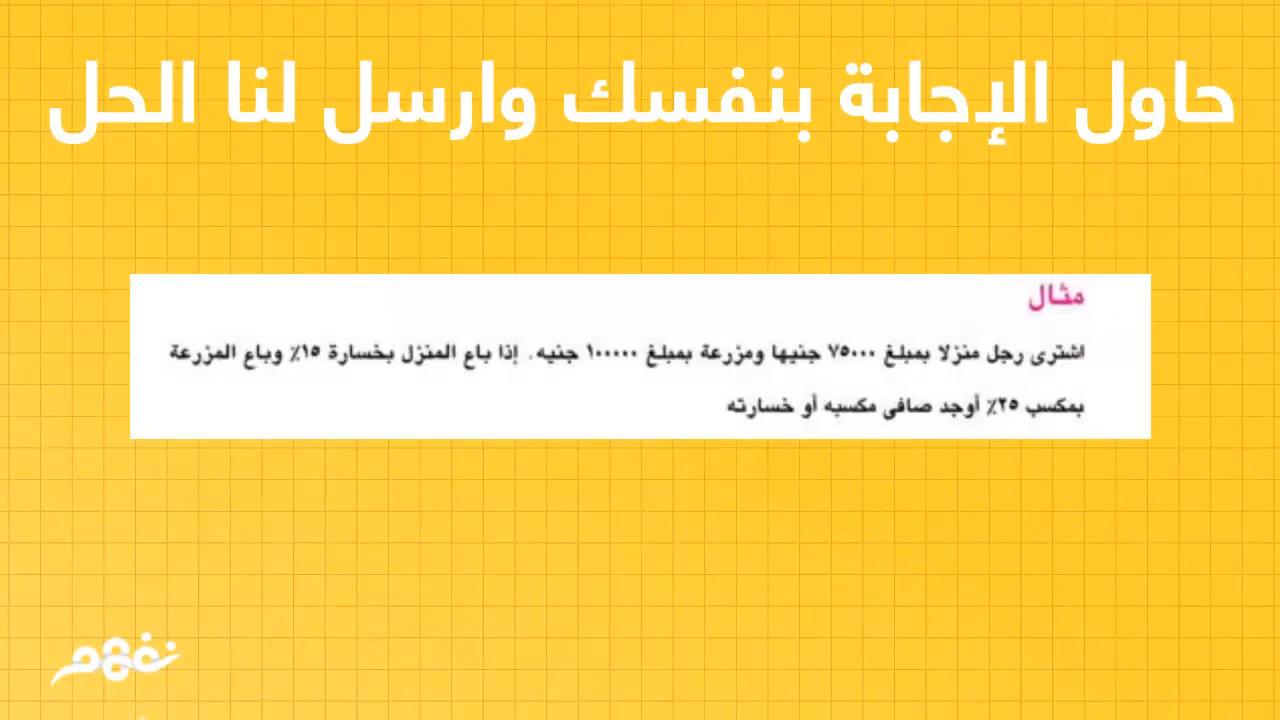 حاول الإجابة بنفسك وارسل لنا الحل
مثال
اشترى رجل منزلا بمبلغ ٧٥٠٠٠ جنيها ومزرعة بمبلغ ١٠٠٠٠٠ جنيه. إذا باع المنزل بخسارة ١٥٪ وباع المزرعة
بمكسب ٢٥٪ أوجد صافى مكسبه أو خسارته
نفهم